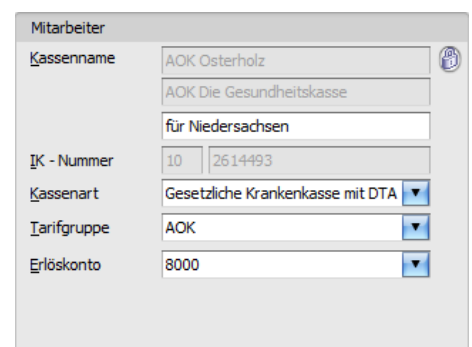 Mitarbeiter
Kassenname AOK Osterholz
AOK Die Gesundheitskasse
für Niedersachsen
IK - Nummer 10 2614493
Kassenart Gesetzliche Krankenkasse mit DTA
Tarifgruppe AOK
Erlöskonto 8000